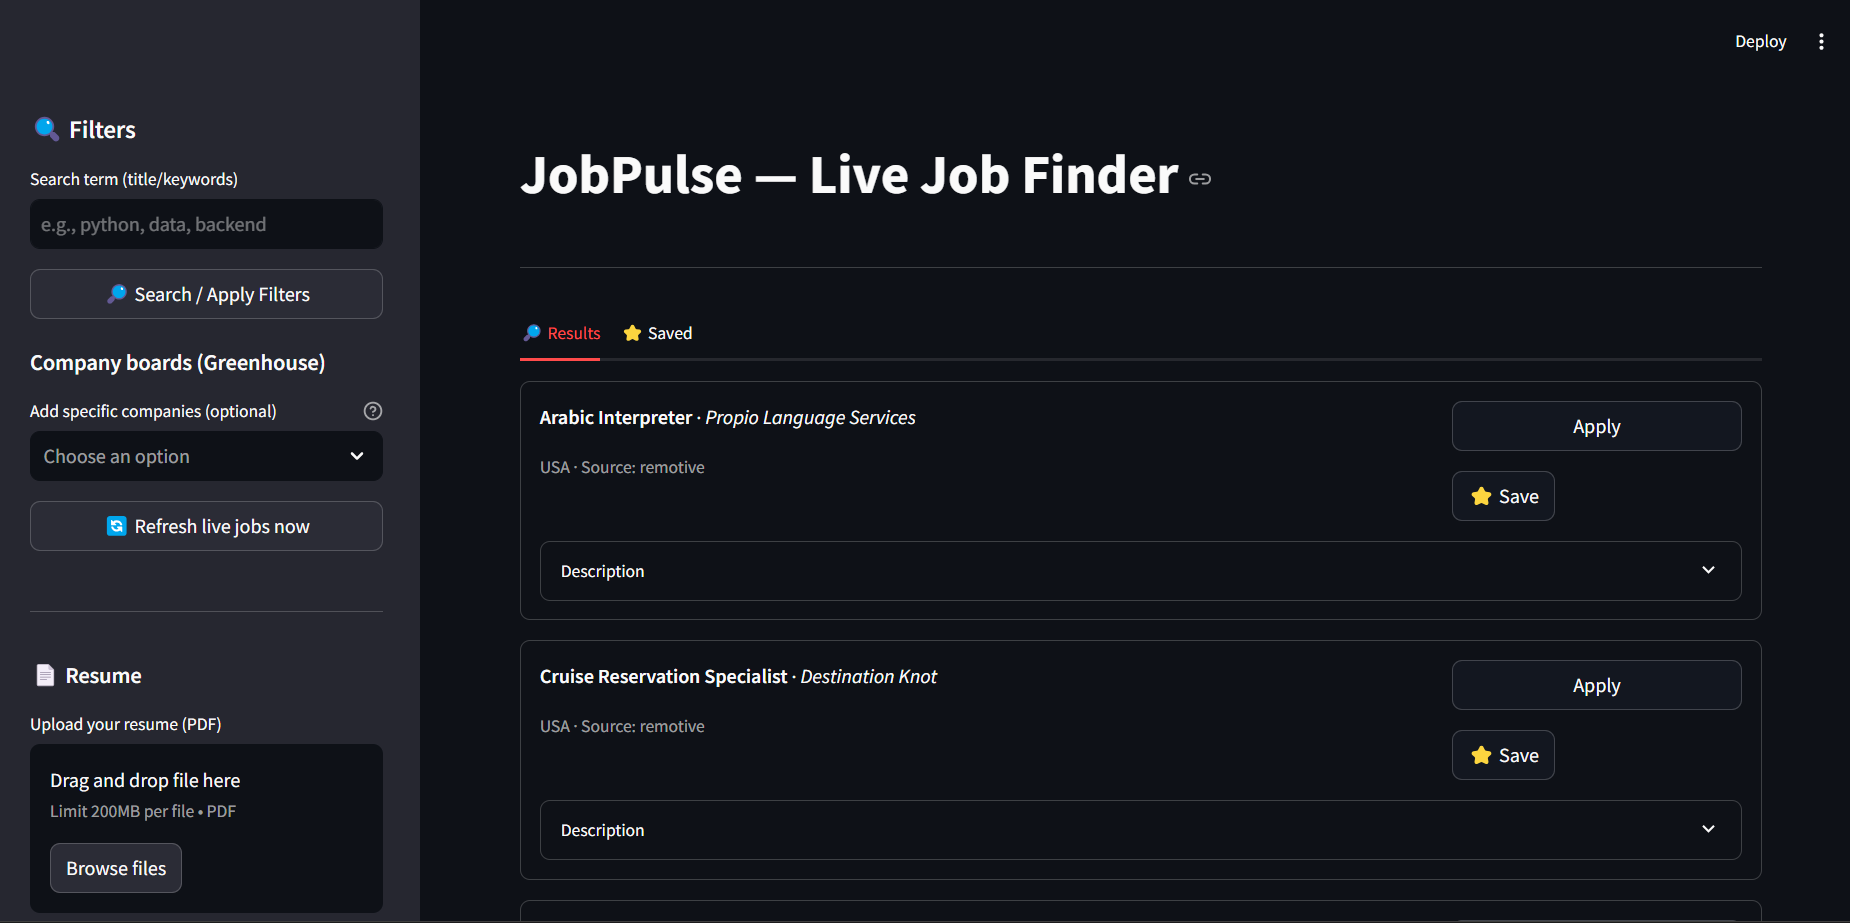 Deploy
Filters
Search term (title/keywords)
e.g., python, data, backend
Search / Apply Filters
Company boards (Greenhouse)
Add specific companies (optional)
Choose an option
Refresh live jobs now
Resume
Upload your resume (PDF)
Drag and drop file here
Limit 200MB per file • PDF
Browse files
JobPulse — Live Job Finder
Results
Saved
Arabic Interpreter · Propio Language Services
USA · Source: remotive
Apply
Save
Description
Cruise Reservation Specialist · Destination Knot
USA · Source: remotive
Apply
Save
Description